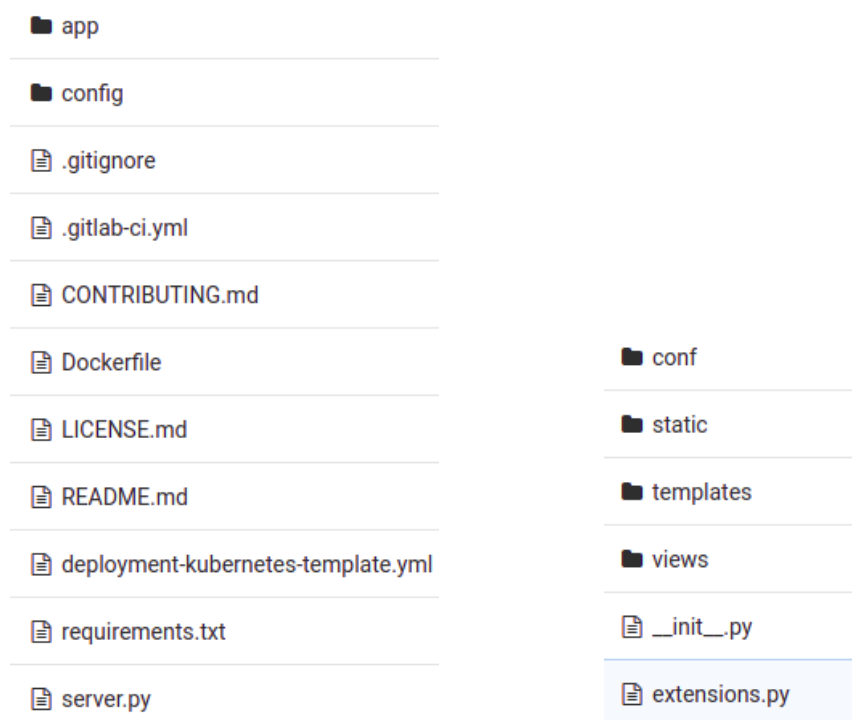 app
config
.gitignore
.gitlab-ci.yml
CONTRIBUTING.md
Dockerfile
LICENSE.md
README.md
deployment-kubernetes-template.yml
requirements.txt
server.py
conf
static
templates
views
__init__.py
extensions.py